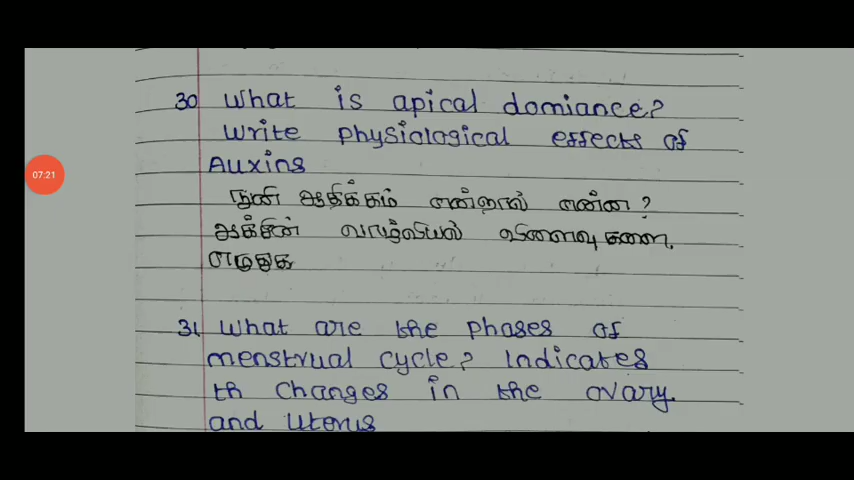 30 What is apical domiance?
Write physiological effects of
Auxins
நுனி ஆதிக்கம் என்றால் என்ன?
ஆக்சின் வாழ்வியல் விளைவுகளை.
எழுதுக
07:21
31 What are the phases of
menstrual cycle? Indicates
th changes in the ovary.
and uterus